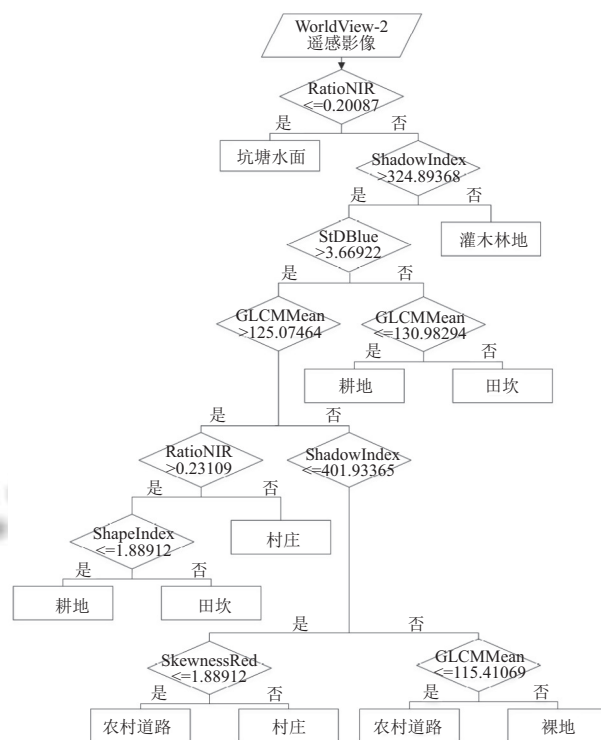 WorldView-2
遥感影像
RatioNIR
<=0.20087
是
否
坑塘水面
ShadowIndex
>324.89368
是
否
StDBlue
>3.66922
灌木林地
是
否
GLCMMean
>125.07464
GLCMMean
<=130.98294
是
否
耕地
田坎
是
否
RatioNIR
>0.23109
ShadowIndex
<=401.93365
是
否
ShapeIndex
<=1.88912
村庄
是
否
耕地
田坎
是
否
SkewnessRed
<=1.88912
GLCMMean
<=115.41069
是
否
是
否
农村道路
村庄
农村道路
裸地